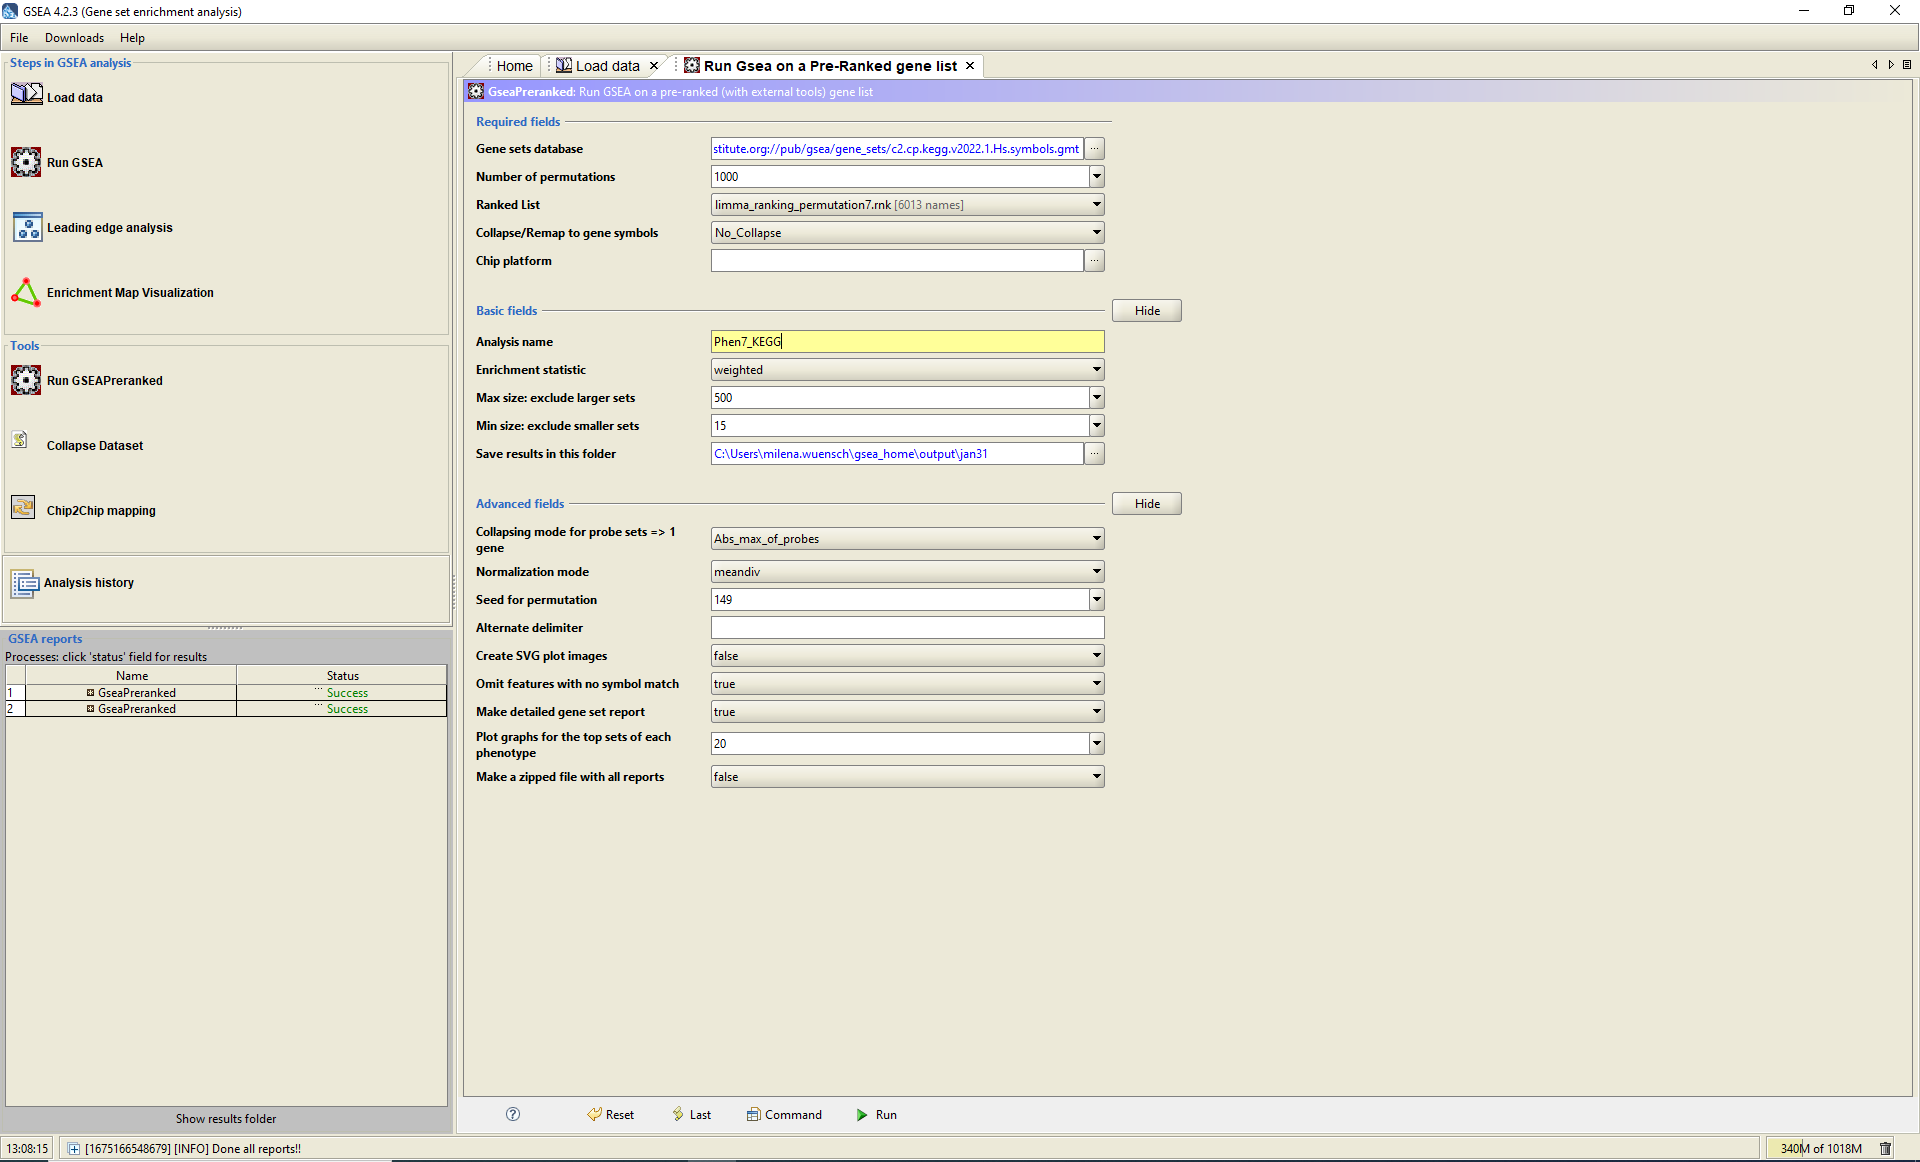 GSEA 4.2.3 (Gene set enrichment analysis)
File Downloads Help
Steps in GSEA analysis
Load data
Run GSEA
Leading edge analysis
Enrichment Map Visualization
Tools
Run GSEAPreranked
Collapse Dataset
Chip2Chip mapping
Analysis history
GSEA reports
Processes: click 'status' field for results
Name Status
1 GseaPreranked ... Success
2 GseaPreranked ... Success
Show results folder
Home Load data Run Gsea on a Pre-Ranked gene list
GseaPreranked: Run GSEA on a pre-ranked (with external tools) gene list
Required fields
Gene sets database stitute.org://pub/gsea/gene_sets/c2.cp.kegg.v2022.1.Hs.symbols.gmt ...
Number of permutations 1000
Ranked List limma_ranking_permutation7.rnk [6013 names]
Collapse/Remap to gene symbols No_Collapse
Chip platform ...
Basic fields Hide
Analysis name Phen7_KEGG
Enrichment statistic weighted
Max size: exclude larger sets 500
Min size: exclude smaller sets 15
Save results in this folder C:\Users\milena.wuensch\gsea_home\output\jan31 ...
Advanced fields Hide
Collapsing mode for probe sets => 1
gene Abs_max_of_probes
Normalization mode meandiv
Seed for permutation 149
Alternate delimiter
Create SVG plot images false
Omit features with no symbol match true
Make detailed gene set report true
Plot graphs for the top sets of each
phenotype 20
Make a zipped file with all reports false
? Reset Last Command Run
13:08:15 [1675166548679] [INFO] Done all reports!! 340M of 1018M